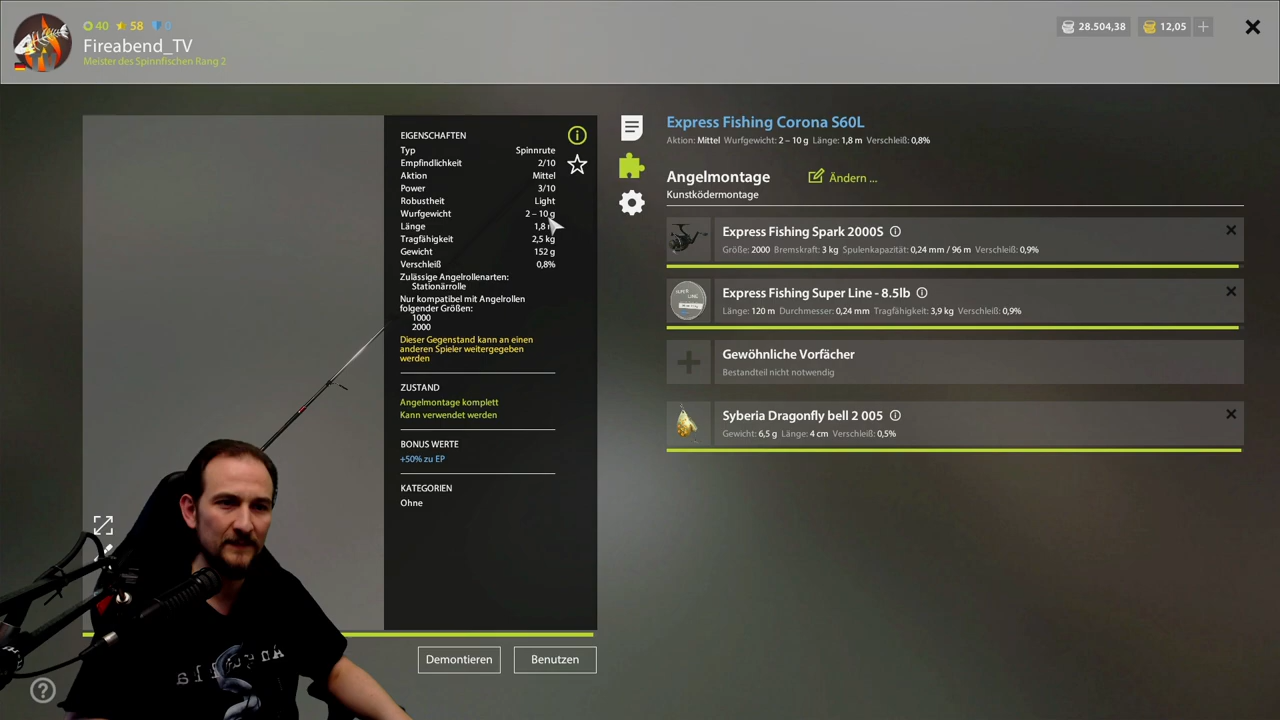 40 58 0
Fireabend_TV
Meister des Spinnfischen Rang 2
28.504,38 12,05
EIGENSCHAFTEN
Typ Spinnrute
Empfindlichkeit 2/10
Aktion Mittel
Power 3/10
Robustheit Light
Wurfgewicht 2 – 10 g
Länge 1,8
Tragfähigkeit 2,5 kg
Gewicht 152 g
Verschleiß 0,8%
Zulässige Angelrollenarten:
Stationärrolle
Nur kompatibel mit Angelrollen
folgender Größen:
1000
2000
Dieser Gegenstand kann an einen
anderen Spieler weitergegeben
werden
ZUSTAND
Angelmontage komplett
Kann verwendet werden
BONUS WERTE
+50% zu EP
KATEGORIEN
Ohne
Demontieren Benutzen
Express Fishing Corona S60L
Aktion: Mittel Wurfgewicht: 2 – 10 g Länge: 1,8 m Verschleiß: 0,8%
Angelmontage Ändern ...
Kunstködermontage
Express Fishing Spark 2000S
Größe: 2000 Bremskraft: 3 kg Spulenkapazität: 0,24 mm / 96 m Verschleiß: 0,9%
Express Fishing Super Line - 8.5lb
Länge: 120 m Durchmesser: 0,24 mm Tragfähigkeit: 3,9 kg Verschleiß: 0,9%
Gewöhnliche Vorfächer
Bestandteil nicht notwendig
Syberia Dragonfly bell 2 005
Gewicht: 6,5 g Länge: 4 cm Verschleiß: 0,5%